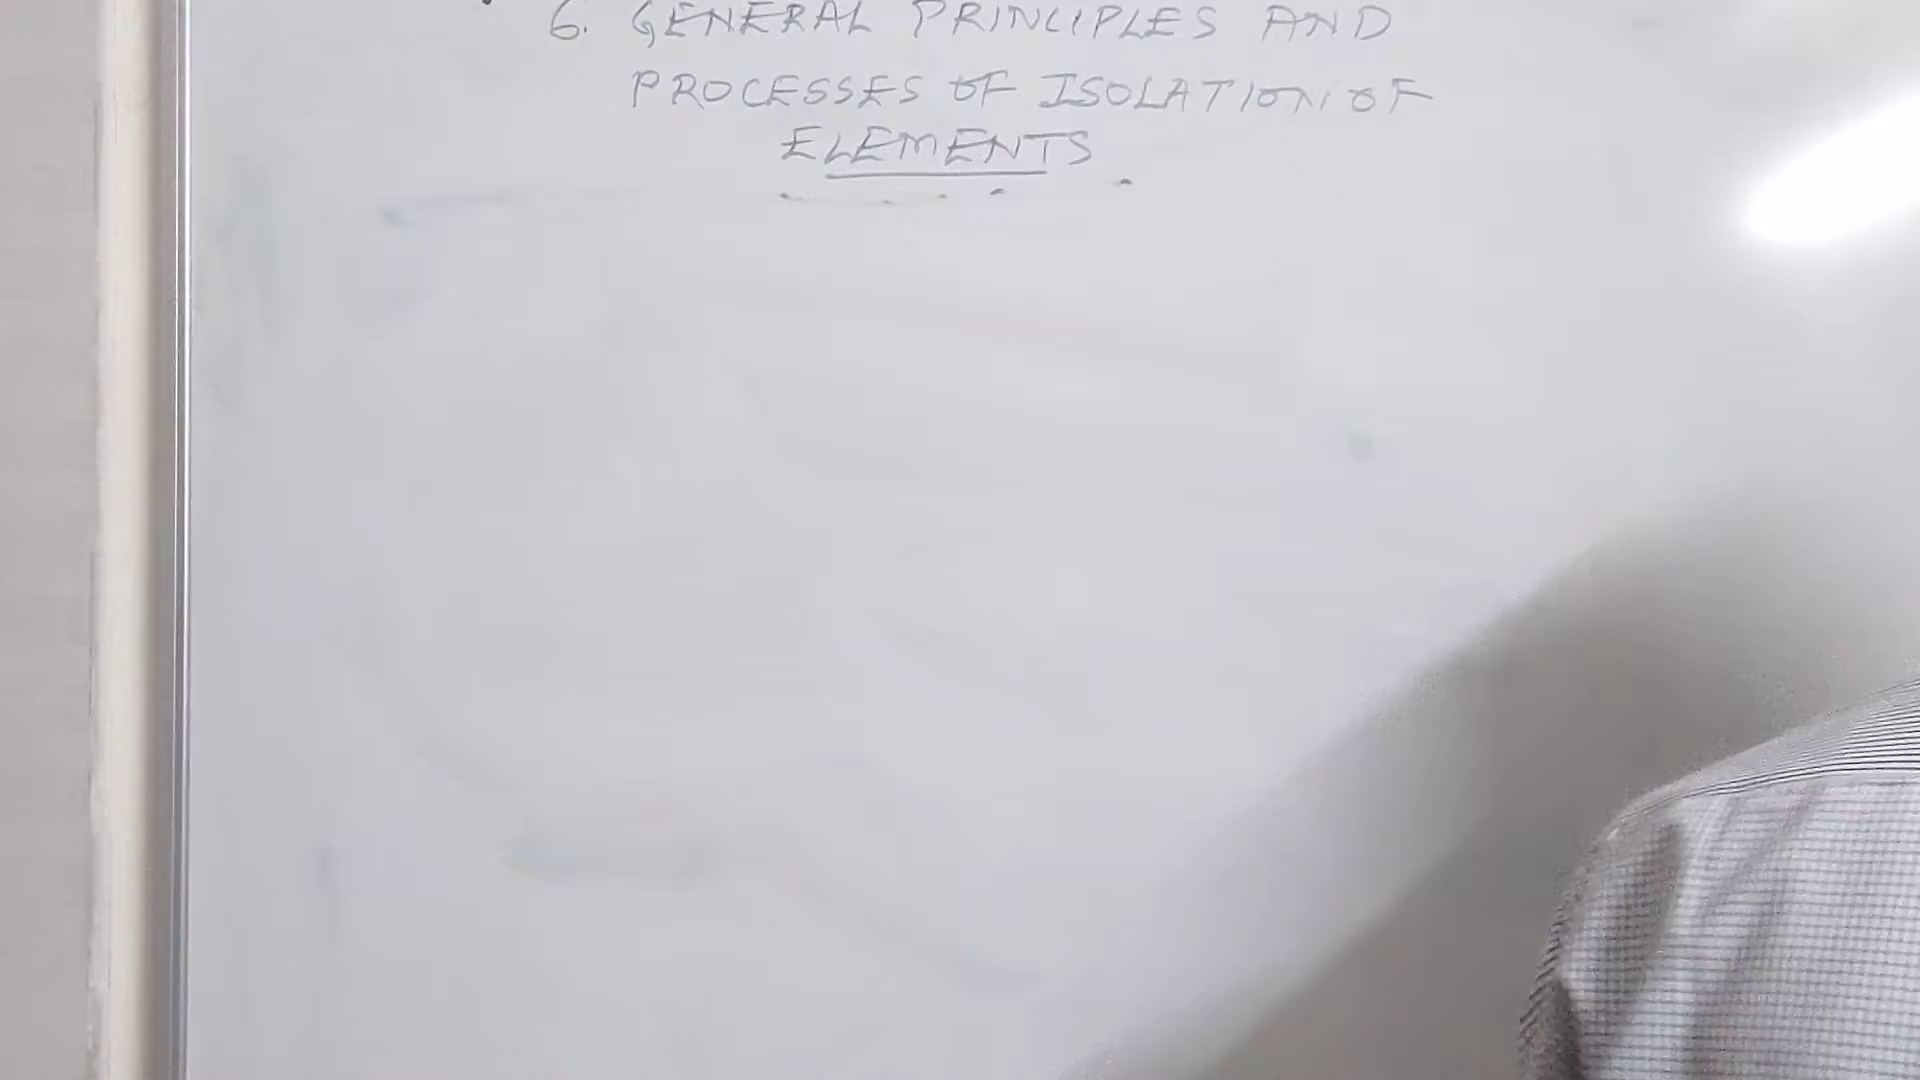 6. GENERAL PRINCIPLES AND
PROCESSES OF ISOLATION OF
ELEMENTS